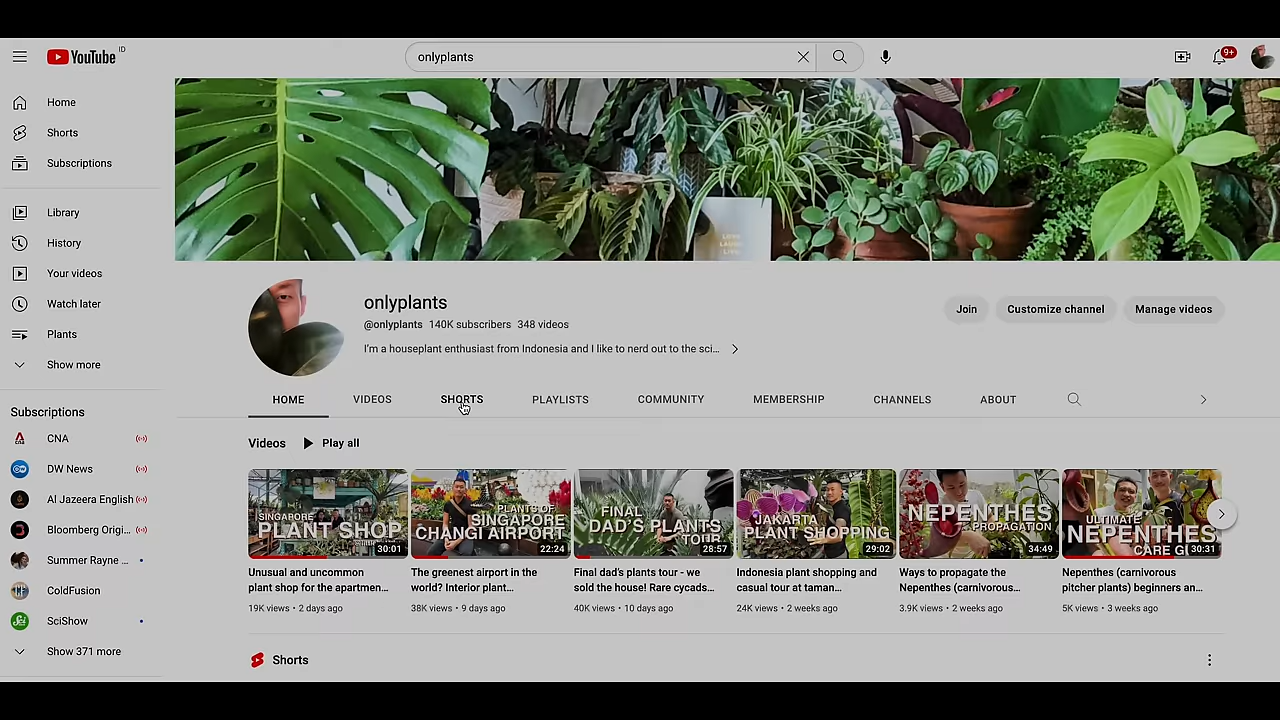 YouTube ID
onlyplants
9+
Home
Shorts
Subscriptions
Library
History
Your videos
Watch later
Plants
Show more
Subscriptions
CNA
DW News
Al Jazeera English
Bloomberg Origi...
Summer Rayne ...
ColdFusion
SciShow
Show 371 more
onlyplants
@onlyplants 140K subscribers 348 videos
I'm a houseplant enthusiast from Indonesia and I like to nerd out to the sci...
Join
Customize channel
Manage videos
HOME
VIDEOS
SHORTS
PLAYLISTS
COMMUNITY
MEMBERSHIP
CHANNELS
ABOUT
Videos
Play all
SINGAPORE
PLANT SHOP
30:01
Unusual and uncommon
plant shop for the apartmen...
19K views • 2 days ago
PLANTS OF
SINGAPORE
CHANGI AIRPORT
22:24
The greenest airport in the
world? Interior plant...
38K views • 9 days ago
FINAL
DAD'S PLANTS
TOUR
28:57
Final dad's plants tour - we
sold the house! Rare cycads...
40K views • 10 days ago
JAKARTA
PLANT SHOPPING
29:02
Indonesia plant shopping and
casual tour at taman...
24K views • 2 weeks ago
NEPENTHES
PROPAGATION
34:49
Ways to propagate the
Nepenthes (carnivorous...
3.9K views • 2 weeks ago
ULTIMATE
NEPENTHES
CARE GUI
30:31
Nepenthes (carnivorous
pitcher plants) beginners an...
5K views • 3 weeks ago
Shorts